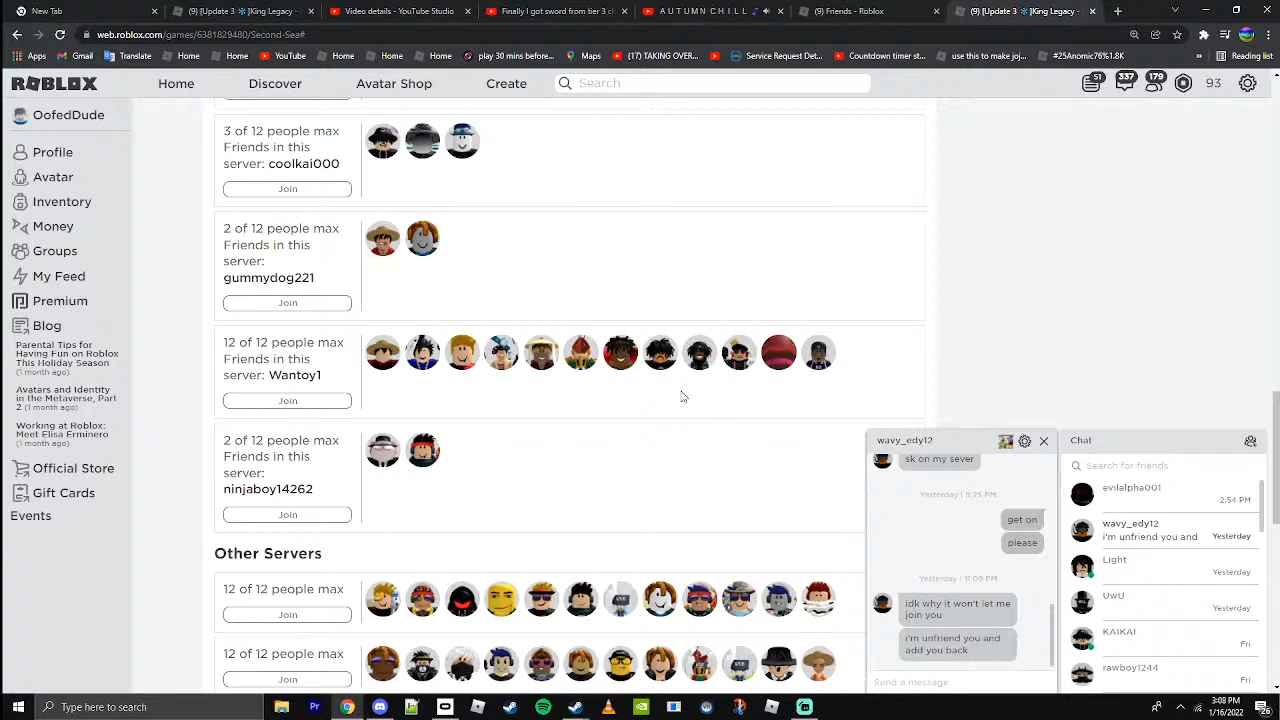 New Tab
(9) [Update 3 ❄️]King Legacy -
Video details - YouTube Studio
Finally I got sword from tier 3 c
A U T U M N C H I L L
(9) Friends - Roblox
(9) [Update 3 ❄️]King Legacy -
web.roblox.com/games/6381829480/Second-Sea#
Apps
Gmail
Translate
Home
Home
YouTube
Home
Home
Home
play 30 mins before...
Maps
(17) TAKING OVER...
Service Request Det...
Countdown timer st...
use this to make joj...
#25Anomic76%1.8K
»
Reading list
ROBLOX
Home
Discover
Avatar Shop
Create
Search
51
337
179
93
OofedDude
Profile
Avatar
Inventory
Money
Groups
My Feed
Premium
Blog
Parental Tips for
Having Fun on Roblox
This Holiday Season
(1 month ago)
Avatars and Identity
in the Metaverse, Part
2 (1 month ago)
Working at Roblox:
Meet Elisa Erminero
(1 month ago)
Official Store
Gift Cards
Events
3 of 12 people max
Friends in this
server: coolkai000
Join
2 of 12 people max
Friends in this
server:
gummydog221
Join
12 of 12 people max
Friends in this
server: Wantoy1
Join
2 of 12 people max
Friends in this
server:
ninjaboy14262
Join
Other Servers
12 of 12 people max
Join
12 of 12 people max
Join
wavy_edy12
sk on my sever
Yesterday | 9:25 PM
get on
please
Yesterday | 11:09 PM
idk why it won't let me
join you
i'm unfriend you and
add you back
Send a message
Chat
Search for friends
evilalpha001
2:54 PM
wavy_edy12
i'm unfriend you and
Yesterday
Light
Yesterday
UwU
Yesterday
KAIKAI
Fri
rawboy1244
Fri
Type here to search
Pr
3:08 PM
1/16/2022
26